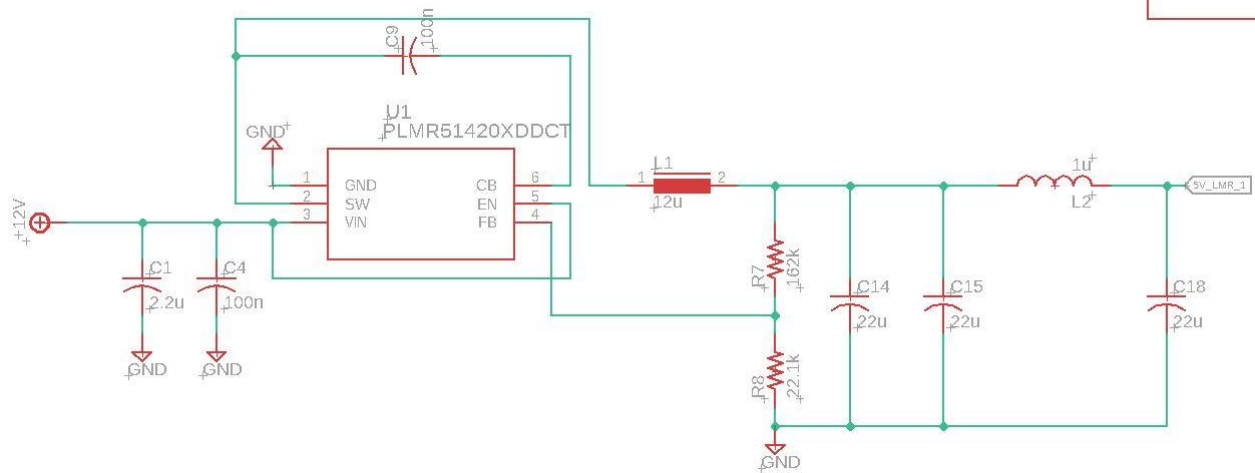 C9
100n
U1
PLMR51420XDDCT
GND
1
GND
CB
6
2
SW
EN
5
3
VIN
FB
4
+12V
C1
2.2u
C4
100n
GND
GND
L1
1
2
12u
1u
L2
5V_LMR_1
R7
162k
C14
22u
C15
22u
C18
22u
R8
22.1k
GND